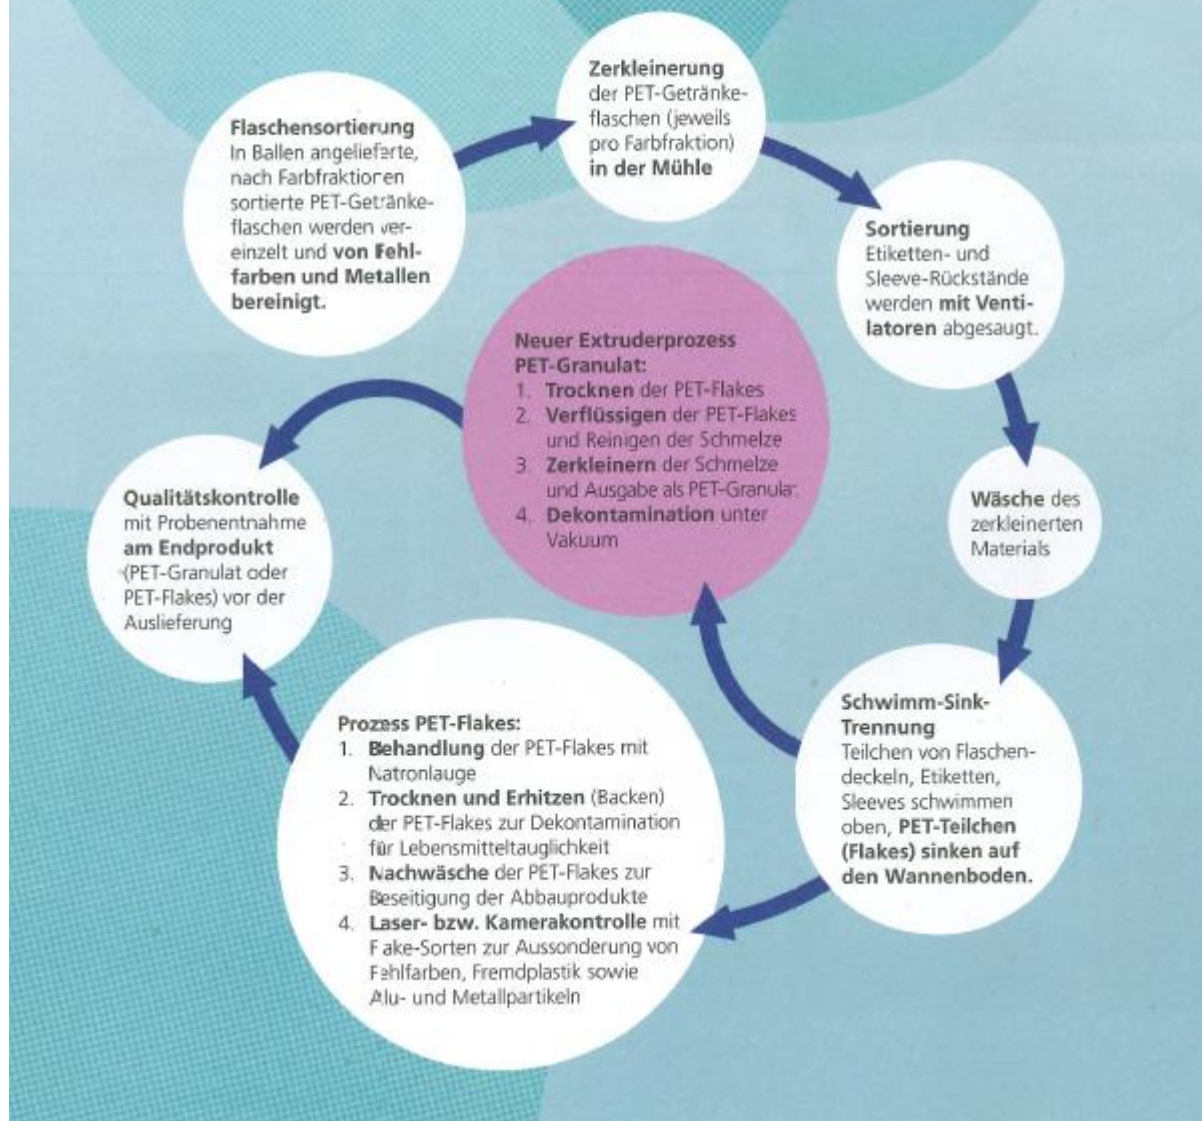 Flaschensortierung
In Ballen angelieferte,
nach Farbfraktionen
sortierte PET-Getränke-
flaschen werden ver-
einzelt und von Fehl-
farben und Metallen
bereinigt.
Zerkleinerung
der PET-Getränke-
flaschen (jeweils
pro Farbfraktion)
in der Mühle
Sortierung
Etiketten- und
Sleeve-Rückstände
werden mit Venti-
latoren abgesaugt.
Wäsche des
zerkleinerten
Materials
Schwimm-Sink-
Trennung
Teilchen von Flaschen-
deckeln, Etiketten,
Sleeves schwimmen
oben, PET-Teilchen
(Flakes) sinken auf
den Wannenboden.
Neuer Extruderprozess
PET-Granulat:
1. Trocknen der PET-Flakes
2. Verflüssigen der PET-Flakes
und Reinigen der Schmelze
3. Zerkleinern der Schmelze
und Ausgabe als PET-Granulat
4. Dekontamination unter
Vakuum
Prozess PET-Flakes:
1. Behandlung der PET-Flakes mit
Natronlauge
2. Trocknen und Erhitzen (Backen)
der PET-Flakes zur Dekontamination
für Lebensmitteltauglichkeit
3. Nachwäsche der PET-Flakes zur
Beseitigung der Abbauprodukte
4. Laser- bzw. Kamerakontrolle mit
Flake-Sorten zur Aussonderung von
Fehlfarben, Fremdplastik sowie
Alu- und Metallpartikeln
Qualitätskontrolle
mit Probenentnahme
am Endprodukt
(PET-Granulat oder
PET-Flakes) vor der
Auslieferung